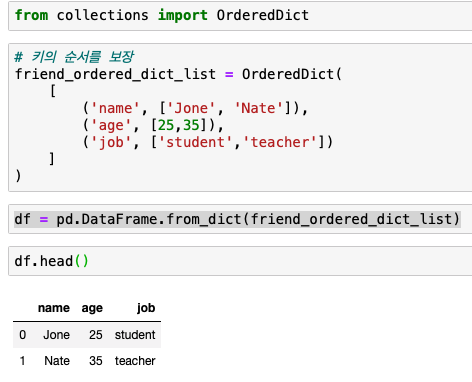 from collections import OrderedDict
# 키의 순서를 보장
friend_ordered_dict_list = OrderedDict(
    [
        ('name', ['Jone', 'Nate']),
        ('age', [25,35]),
        ('job', ['student','teacher'])
    ]
)
df = pd.DataFrame.from_dict(friend_ordered_dict_list)
df.head()
name age job
0 Jone 25 student
1 Nate 35 teacher